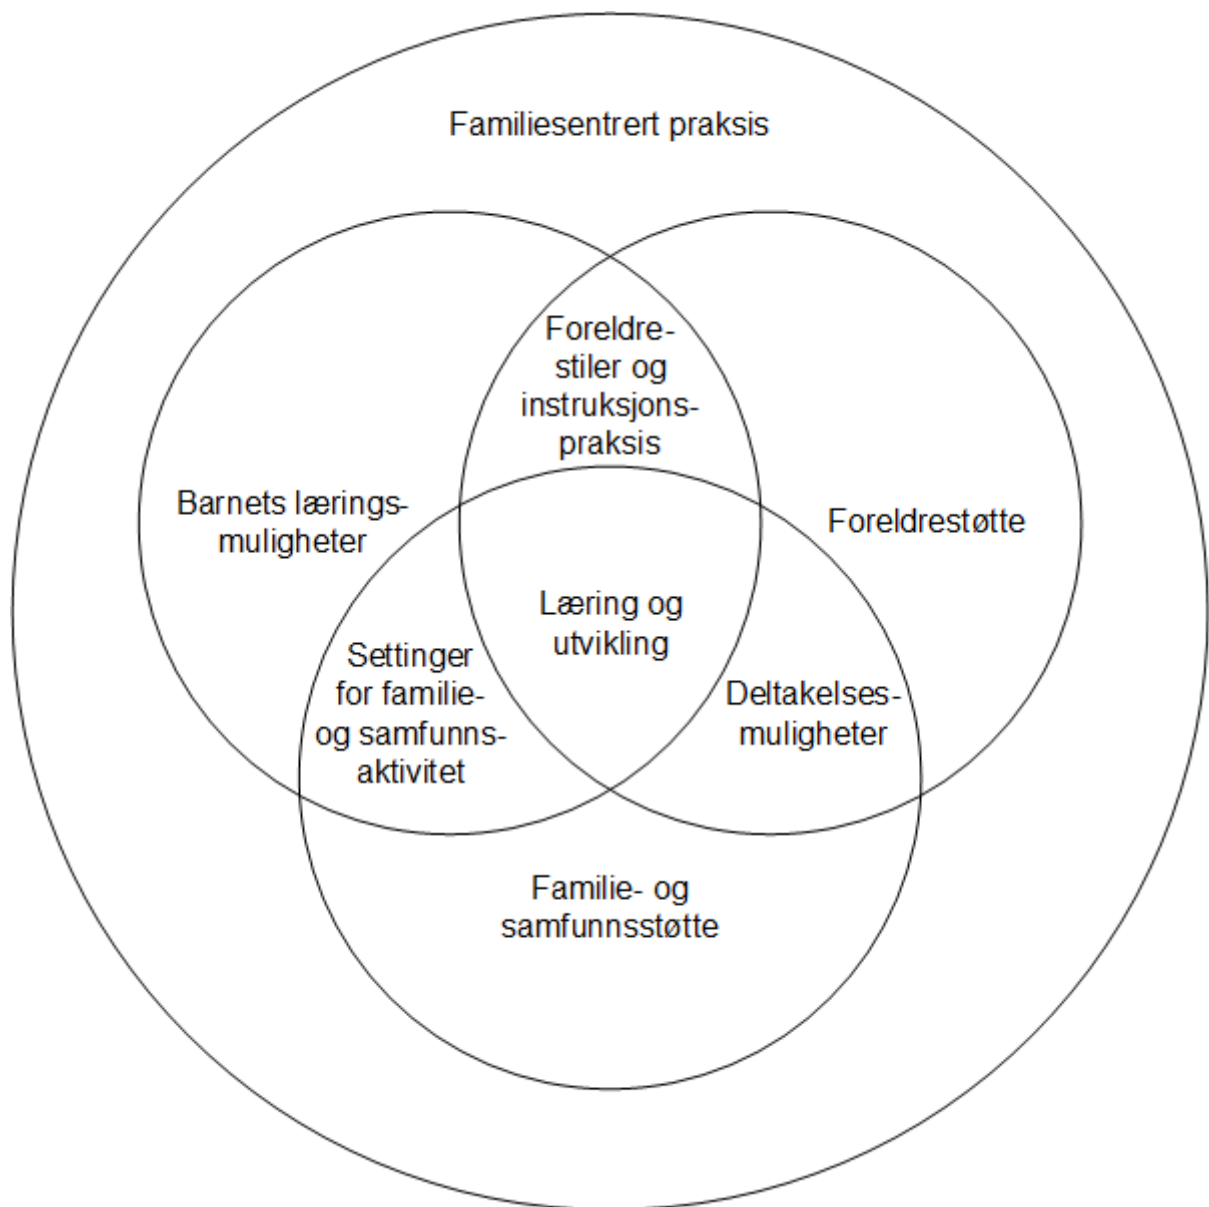 Familiesentrert praksis
Foreldre-
stiler og
instruksjons-
praksis
Barnets lærings-
muligheter
Foreldrestøtte
Læring og
utvikling
Settinger
for familie-
og samfunns-
aktivitet
Deltakelses-
muligheter
Familie- og
samfunnsstøtte